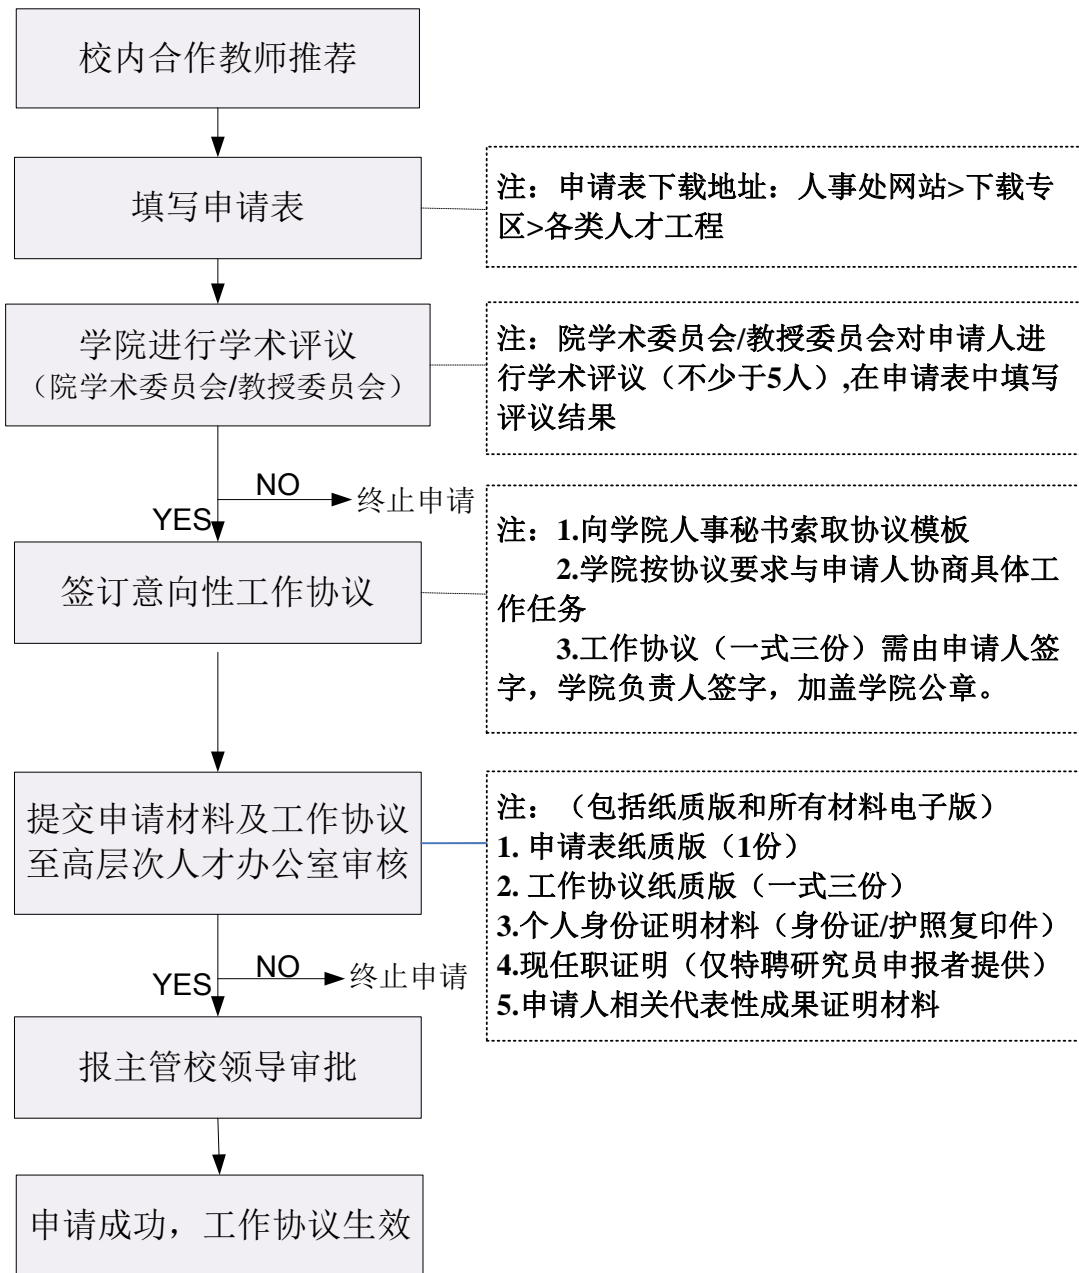 校内合作教师推荐
填写申请表
注：申请表下载地址：人事处网站>下载专
区>各类人才工程
学院进行学术评议
（院学术委员会/教授委员会）
注：院学术委员会/教授委员会对申请人进
行学术评议（不少于5人）,在申请表中填写
评议结果
NO
终止申请
YES
签订意向性工作协议
注：1.向学院人事秘书索取协议模板
2.学院按协议要求与申请人协商具体工
作任务
3.工作协议（一式三份）需由申请人签
字，学院负责人签字，加盖学院公章。
提交申请材料及工作协议
至高层次人才办公室审核
注：（包括纸质版和所有材料电子版）
1. 申请表纸质版（1份）
2. 工作协议纸质版（一式三份）
3.个人身份证明材料（身份证/护照复印件）
4.现任职证明（仅特聘研究员申报者提供）
5.申请人相关代表性成果证明材料
NO
终止申请
YES
报主管校领导审批
申请成功，工作协议生效